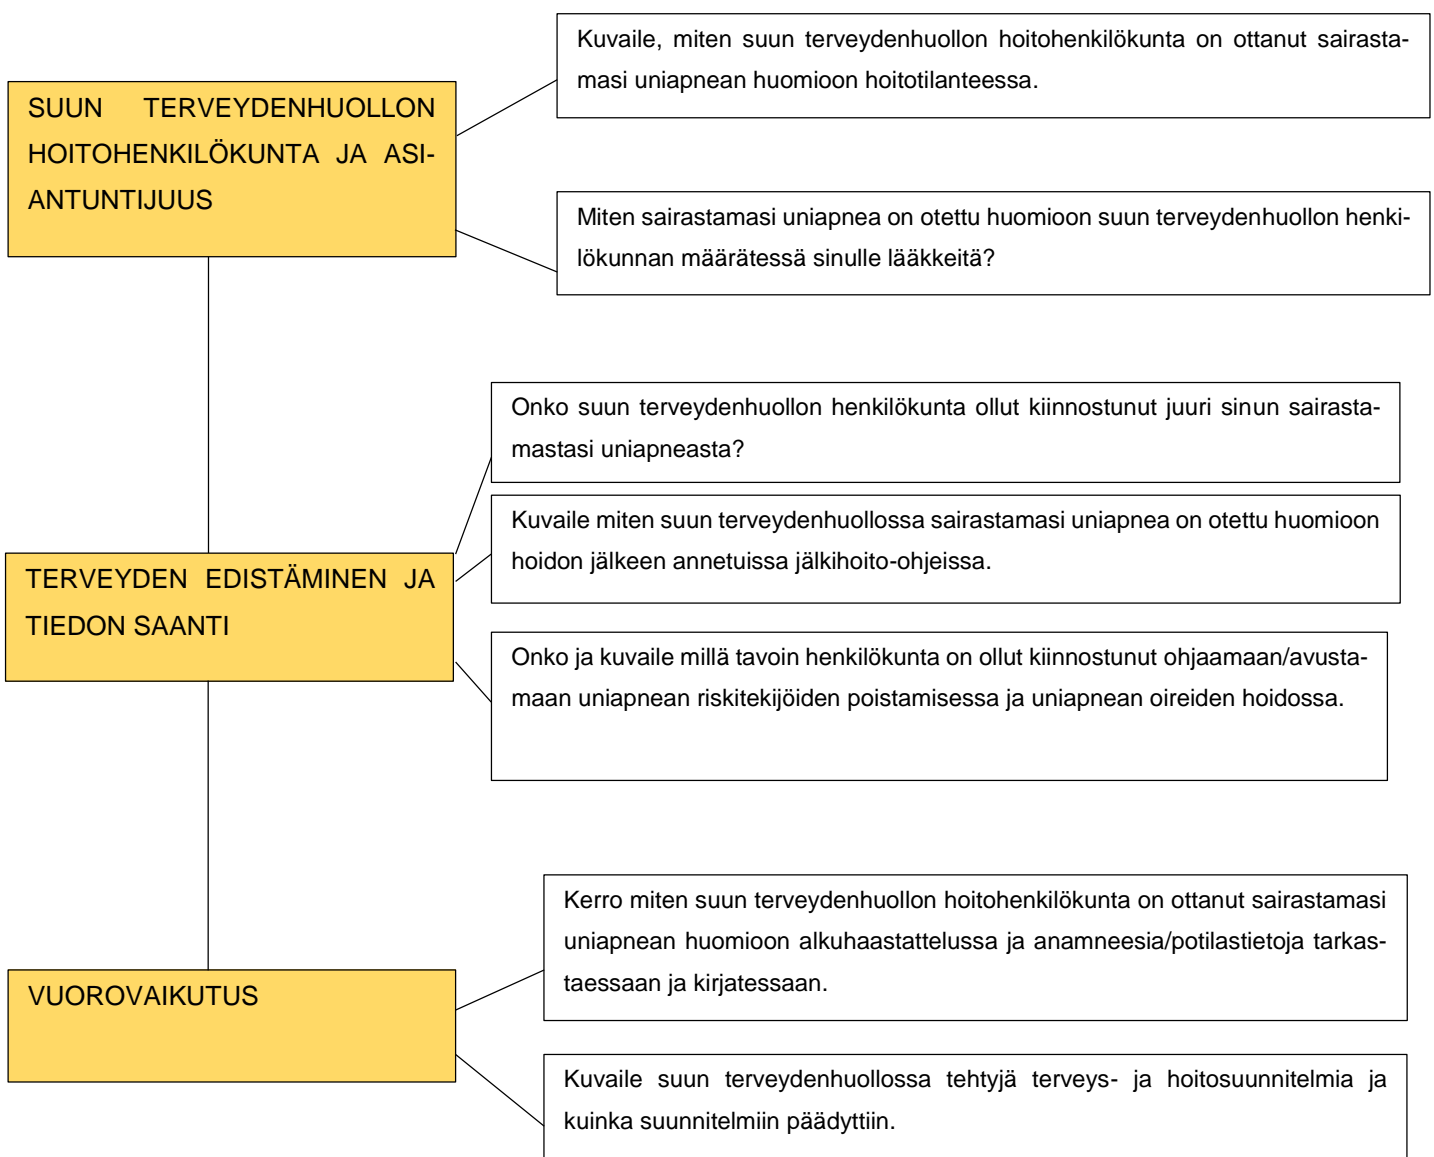 Kuvaile, miten suun terveydenhuollon hoitohenkilökunta on ottanut sairasta-
masi uniapnean huomioon hoitotilanteessa.
SUUN TERVEYDENHUOLLON
HOITOHENKILÖKUNTA JA ASI-
ANTUNTIJUUS
Miten sairastamasi uniapnea on otettu huomioon suun terveydenhuollon henki-
lökunnan määrätessä sinulle lääkkeitä?
Onko suun terveydenhuollon henkilökunta ollut kiinnostunut juuri sinun sairasta-
mastasi uniapneasta?
Kuvaile miten suun terveydenhuollossa sairastamasi uniapnea on otettu huomioon
hoidon jälkeen annetuissa jälkihoito-ohjeissa.
TERVEYDEN EDISTÄMINEN JA
TIEDON SAANTI
Onko ja kuvaile millä tavoin henkilökunta on ollut kiinnostunut ohjaamaan/avusta-
maan uniapnean riskitekijöiden poistamisessa ja uniapnean oireiden hoidossa.
Kerro miten suun terveydenhuollon hoitohenkilökunta on ottanut sairastamasi
uniapnean huomioon alkuhaastattelussa ja anamneesia/potilastietoja tarkas-
taessaan ja kirjatessaan.
VUOROVAIKUTUS
Kuvaile suun terveydenhuollossa tehtyjä terveys- ja hoitosuunnitelmia ja
kuinka suunnitelmiin päädyttiin.